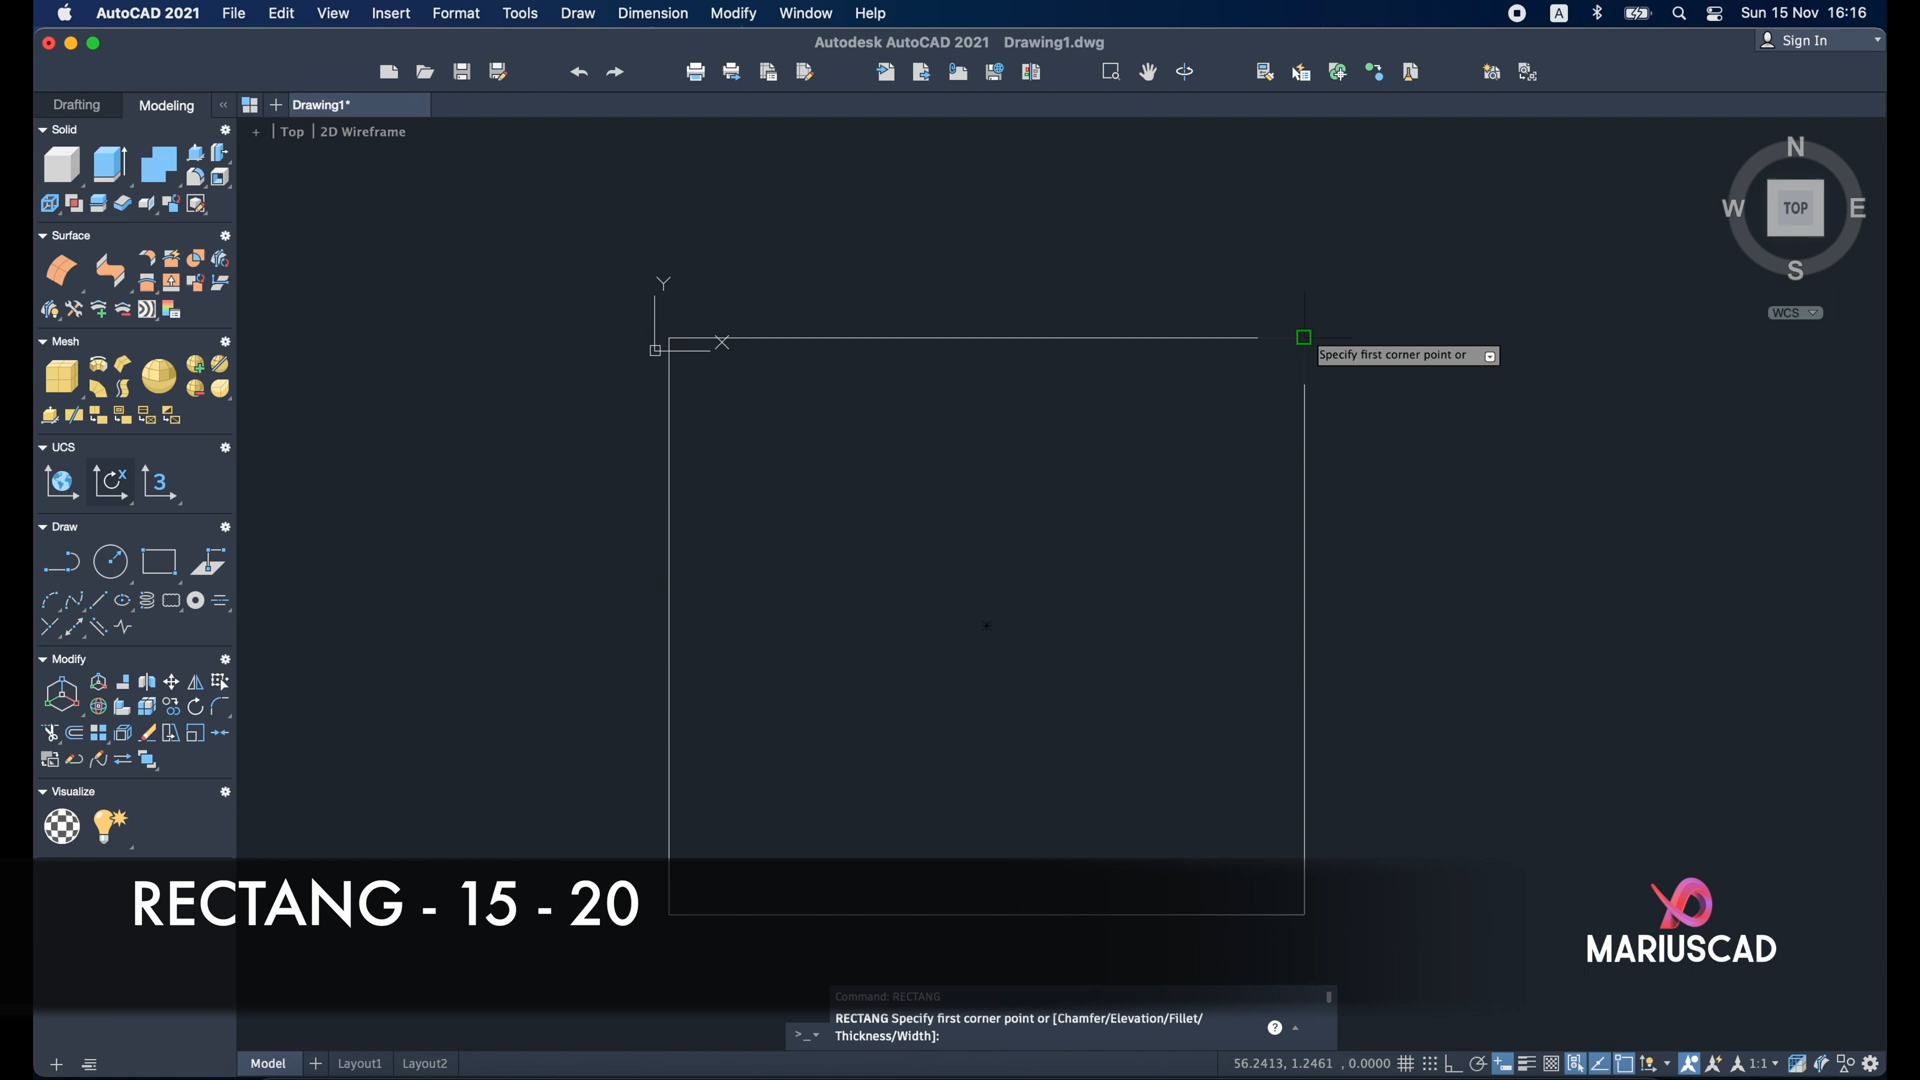 AutoCAD 2021 File Edit View Insert Format Tools Draw Dimension Modify Window Help
A Sun 15 Nov 16:16
Autodesk AutoCAD 2021 Drawing1.dwg
Sign In
Drafting Modeling Drawing1*
+ | Top | 2D Wireframe
Solid
Surface
Mesh
UCS
X
3
Draw
Modify
Visualize
N
W TOP E
S
WCS
Y
X
Specify first corner point or
RECTANG - 15 - 20
MARIUSCAD
Command: RECTANG
RECTANG Specify first corner point or [Chamfer/Elevation/Fillet/
Thickness/Width]:
Model Layout1 Layout2
56.2413, 1.2461 , 0.0000 1:1